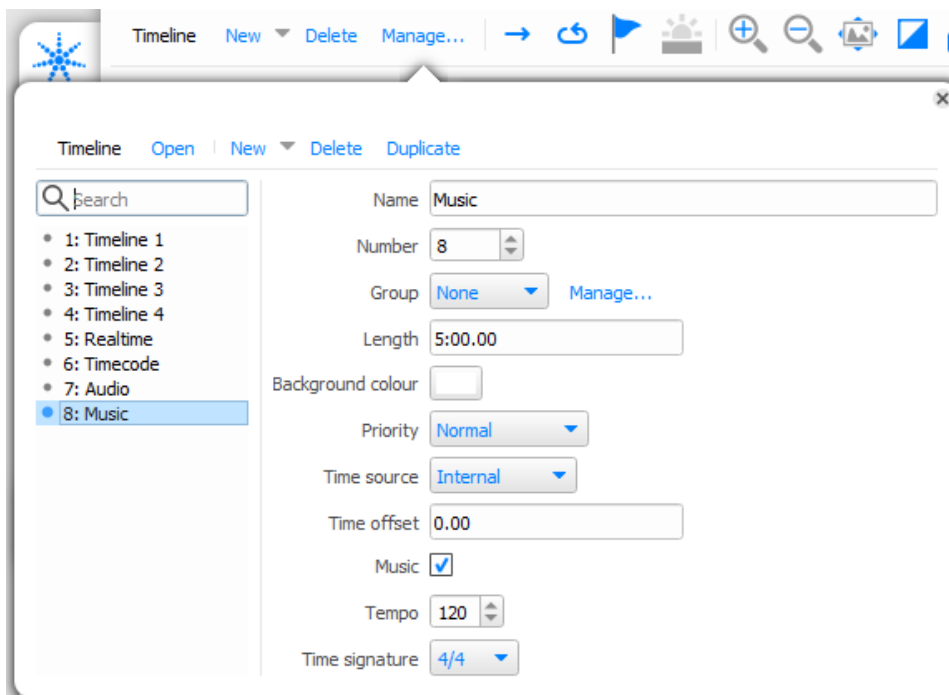 Timeline New Delete Manage...
Timeline Open New Delete Duplicate
Search
1: Timeline 1
2: Timeline 2
3: Timeline 3
4: Timeline 4
5: Realtime
6: Timecode
7: Audio
8: Music
Name Music
Number 8
Group None Manage...
Length 5:00.00
Background colour
Priority Normal
Time source Internal
Time offset 0.00
Music
Tempo 120
Time signature 4/4